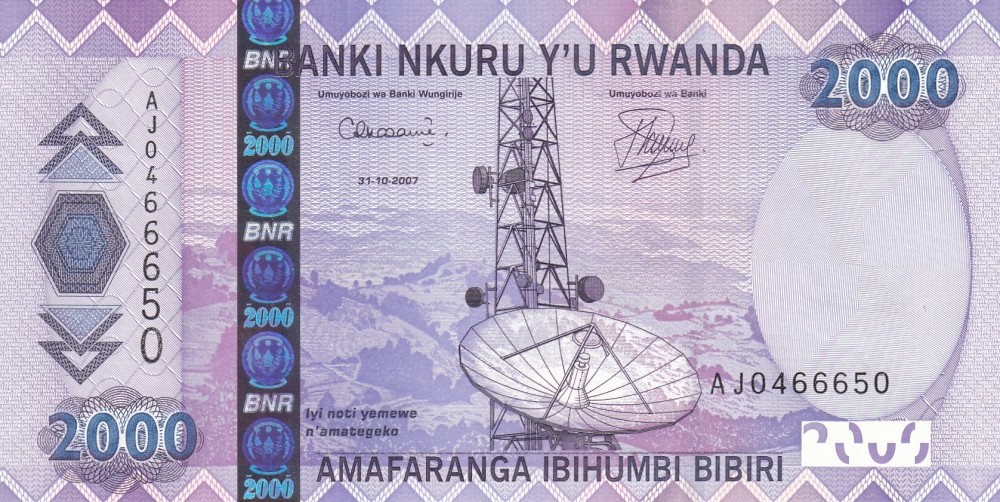 BANKI NKURU Y'U RWANDA
2000
Umuyobozi wa Banki Wungirije
Umuyobozi wa Banki
31-10-2007
AJ0466650
BNR
2000
BNR
2000
BNR
2000
AJ0466650
Iyi noti yemewe
n'amategeko
2000
AMAFARANGA IBIHUMBI BIBIRI